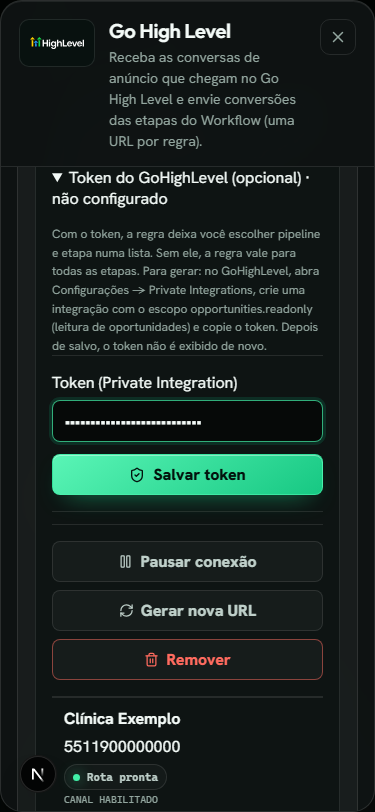 HighLevel
Go High Level
Receba as conversas de
anúncio que chegam no Go
High Level e envie conversões
das etapas do Workflow (uma
URL por regra).
▼ Token do GoHighLevel (opcional) ·
não configurado
Com o token, a regra deixa você escolher pipeline
e etapa numa lista. Sem ele, a regra vale para
todas as etapas. Para gerar: no GoHighLevel, abra
Configurações → Private Integrations, crie uma
integração com o escopo opportunities.readonly
(leitura de oportunidades) e copie o token. Depois
de salvo, o token não é exibido de novo.
Token (Private Integration)
Salvar token
Pausar conexão
Gerar nova URL
Remover
Clínica Exemplo
5511900000000
Rota pronta
CANAL HABILITADO
N